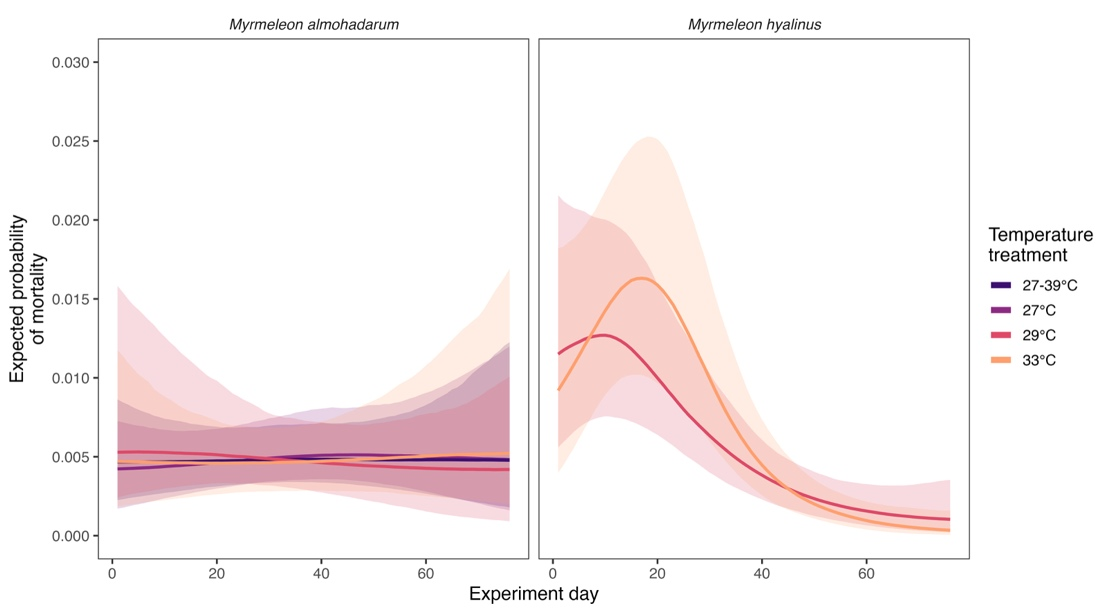 Myrmeleon almohadarum
Myrmeleon hyalinus
Expected probability
of mortality
0.030
0.025
0.020
0.015
0.010
0.005
0.000
0 20 40 60
0 20 40 60
Experiment day
Temperature
treatment
27-39°C
27°C
29°C
33°C